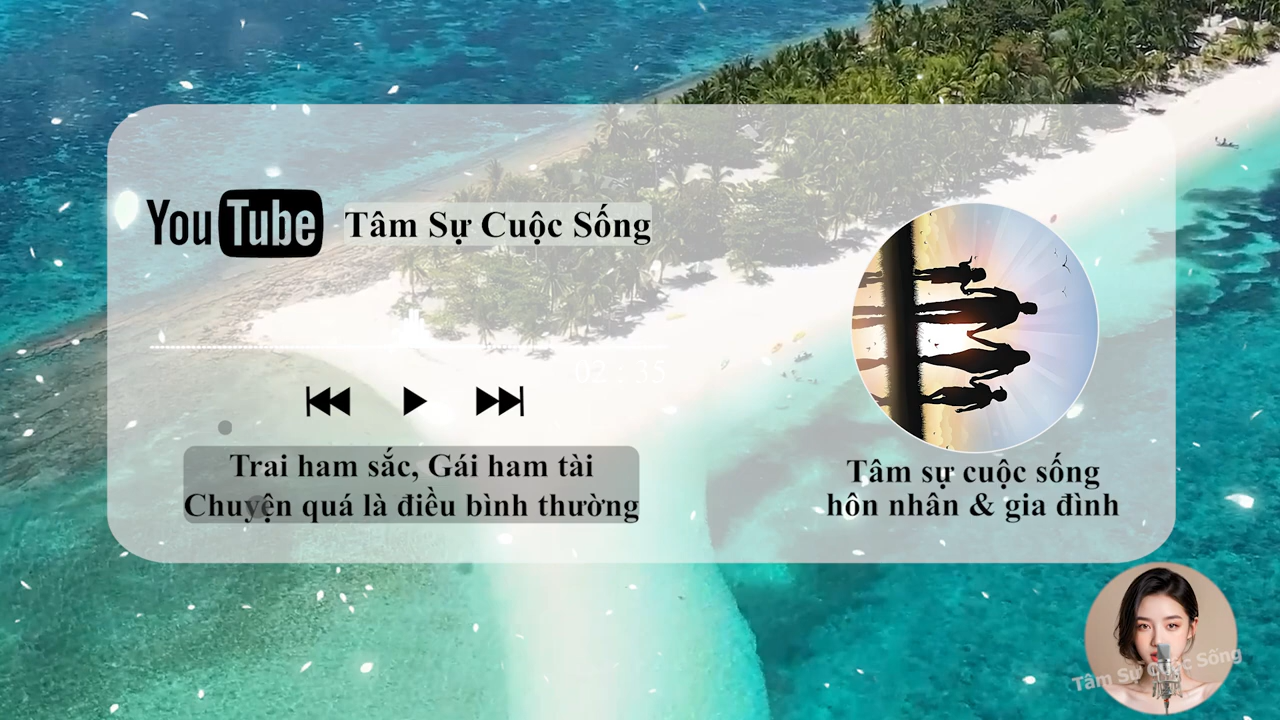 YouTube
Tâm Sự Cuộc Sống
02 : 35
Trai ham sắc, Gái ham tài
Chuyện quá là điều bình thường
Tâm sự cuộc sống
hôn nhân & gia đình
Tâm Sự Cuộc Sống